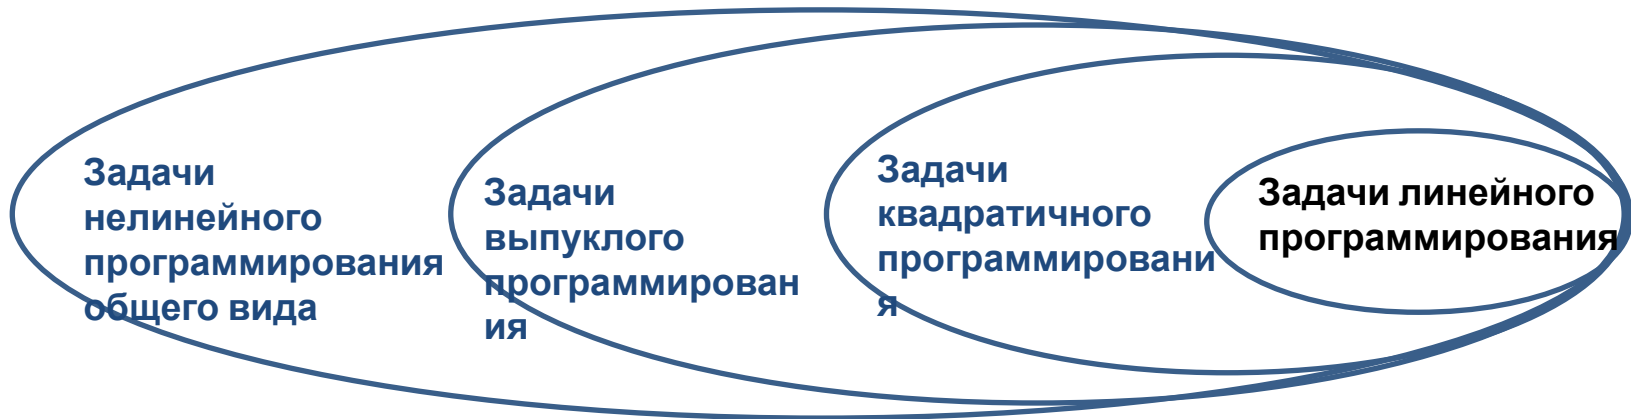 Задачи
нелинейного
программирования
общего вида
Задачи
выпуклого
программирован
ия
Задачи
квадратичного
программировани
я
Задачи линейного
программирования